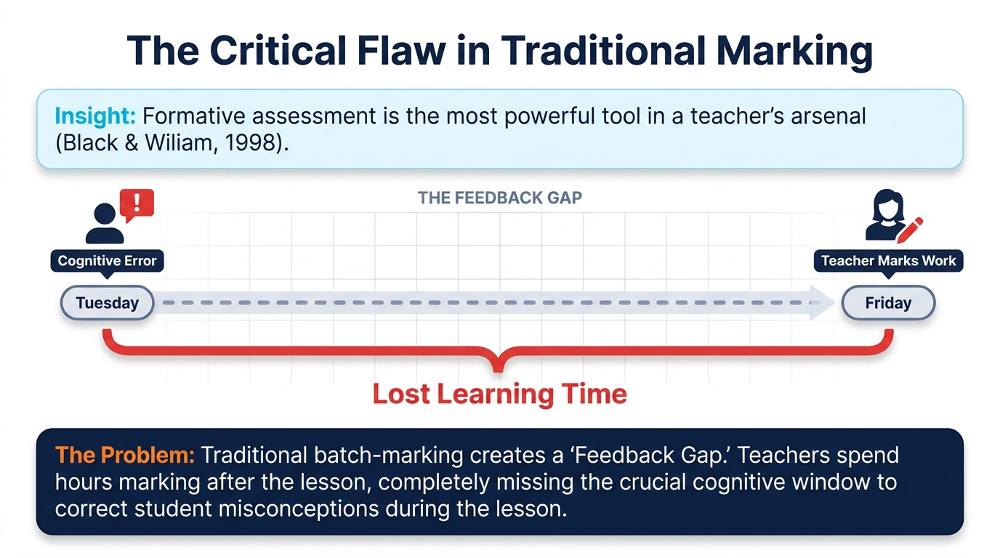 The Critical Flaw in Traditional Marking
Insight: Formative assessment is the most powerful tool in a teacher’s arsenal
(Black & Wiliam, 1998).
THE FEEDBACK GAP
!
Cognitive Error
Teacher Marks Work
Tuesday
Friday
Lost Learning Time
The Problem: Traditional batch-marking creates a ‘Feedback Gap.’ Teachers spend
hours marking after the lesson, completely missing the crucial cognitive window to
correct student misconceptions during the lesson.